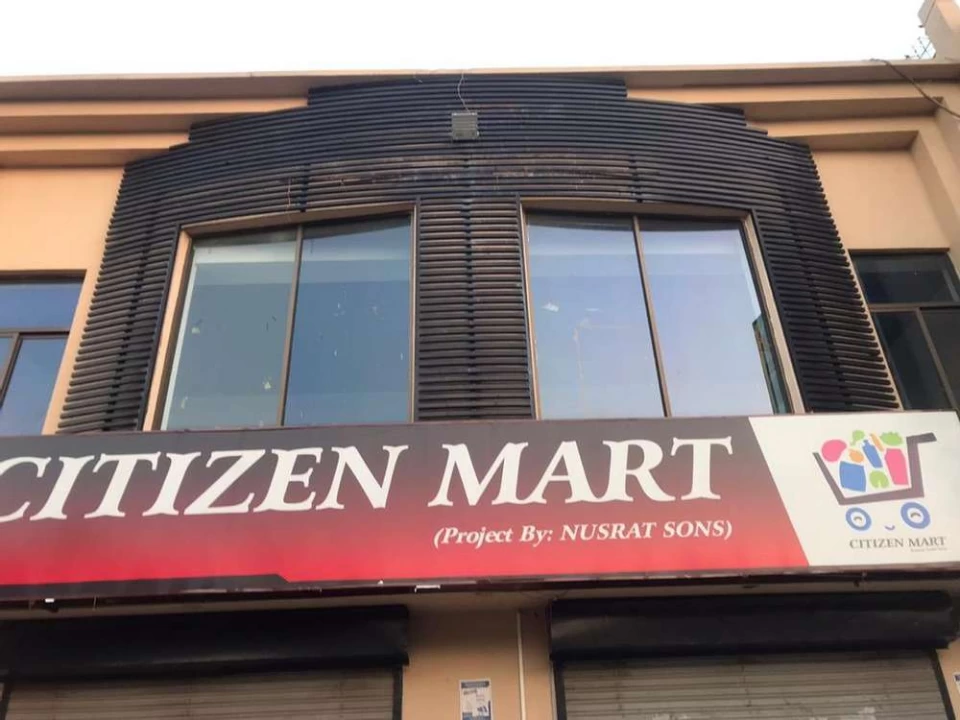 CITIZEN MART
(Project By: NUSRAT SONS)
CITIZEN MART